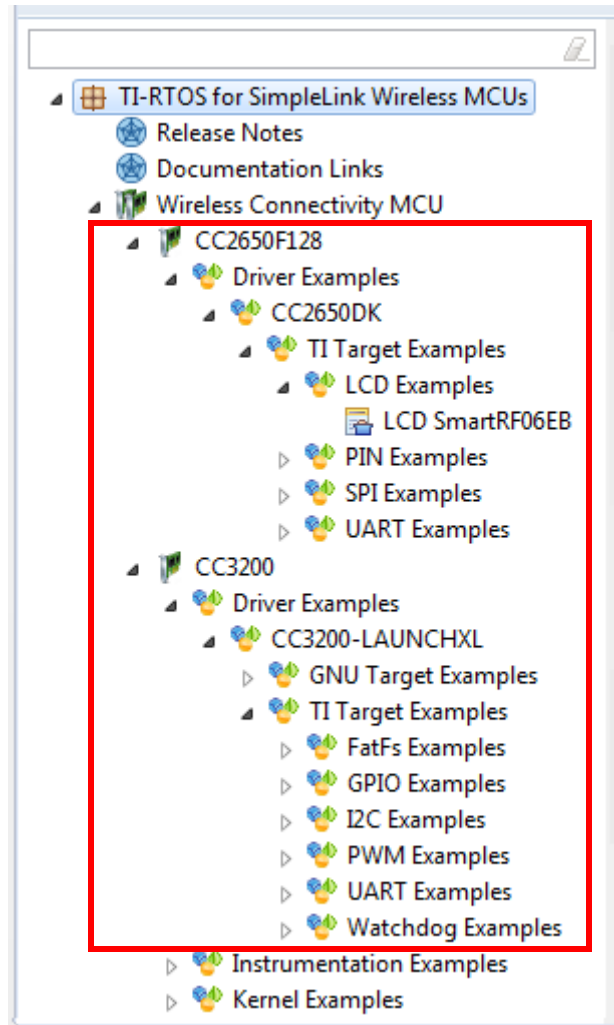 TI-RTOS for SimpleLink Wireless MCUs
Release Notes
Documentation Links
Wireless Connectivity MCU
CC2650F128
Driver Examples
CC2650DK
TI Target Examples
LCD Examples
LCD SmartRF06EB
PIN Examples
SPI Examples
UART Examples
CC3200
Driver Examples
CC3200-LAUNCHXL
GNU Target Examples
TI Target Examples
FatFs Examples
GPIO Examples
I2C Examples
PWM Examples
UART Examples
Watchdog Examples
Instrumentation Examples
Kernel Examples